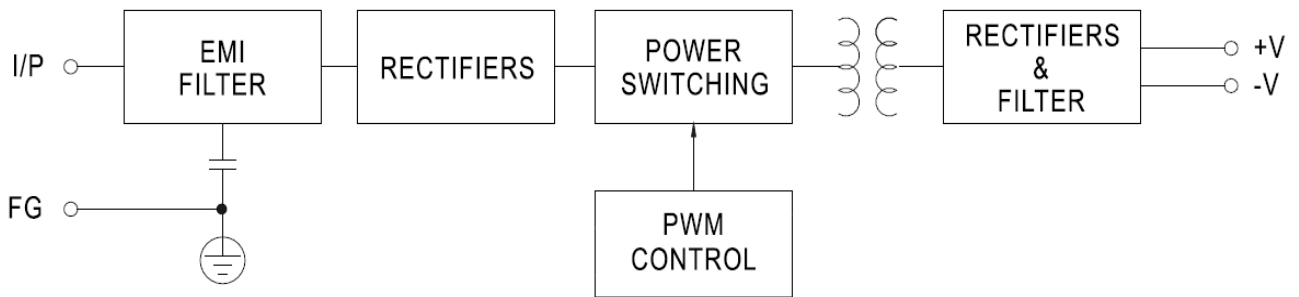 I/P
EMI
FILTER
RECTIFIERS
POWER
SWITCHING
RECTIFIERS
&
FILTER
+V
-V
FG
PWM
CONTROL